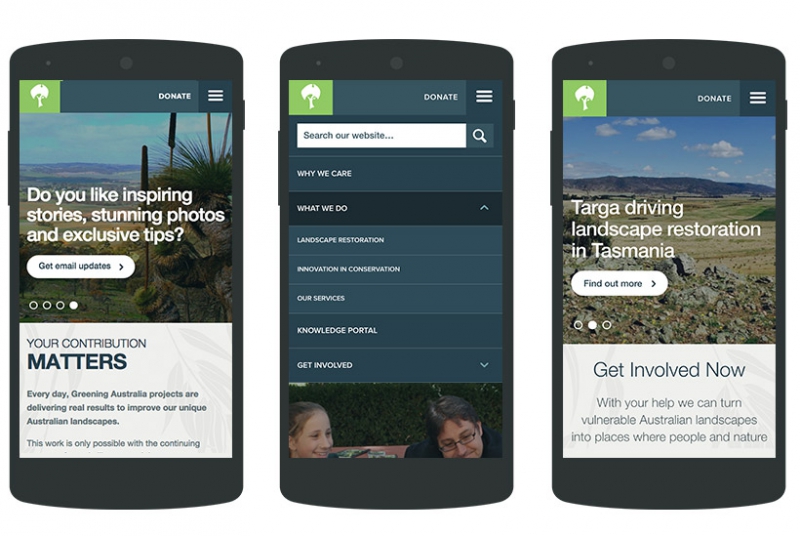 DONATE
Do you like inspiring
stories, stunning photos
and exclusive tips?
Get email updates
YOUR CONTRIBUTION
MATTERS
Every day, Greening Australia projects are
delivering real results to improve our unique
Australian landscapes.
This work is only possible with the continuing
DONATE
Search our website...
WHY WE CARE
WHAT WE DO
LANDSCAPE RESTORATION
INNOVATION IN CONSERVATION
OUR SERVICES
KNOWLEDGE PORTAL
GET INVOLVED
DONATE
Targa driving
landscape restoration
in Tasmania
Find out more
Get Involved Now
With your help we can turn
vulnerable Australian landscapes
into places where people and nature